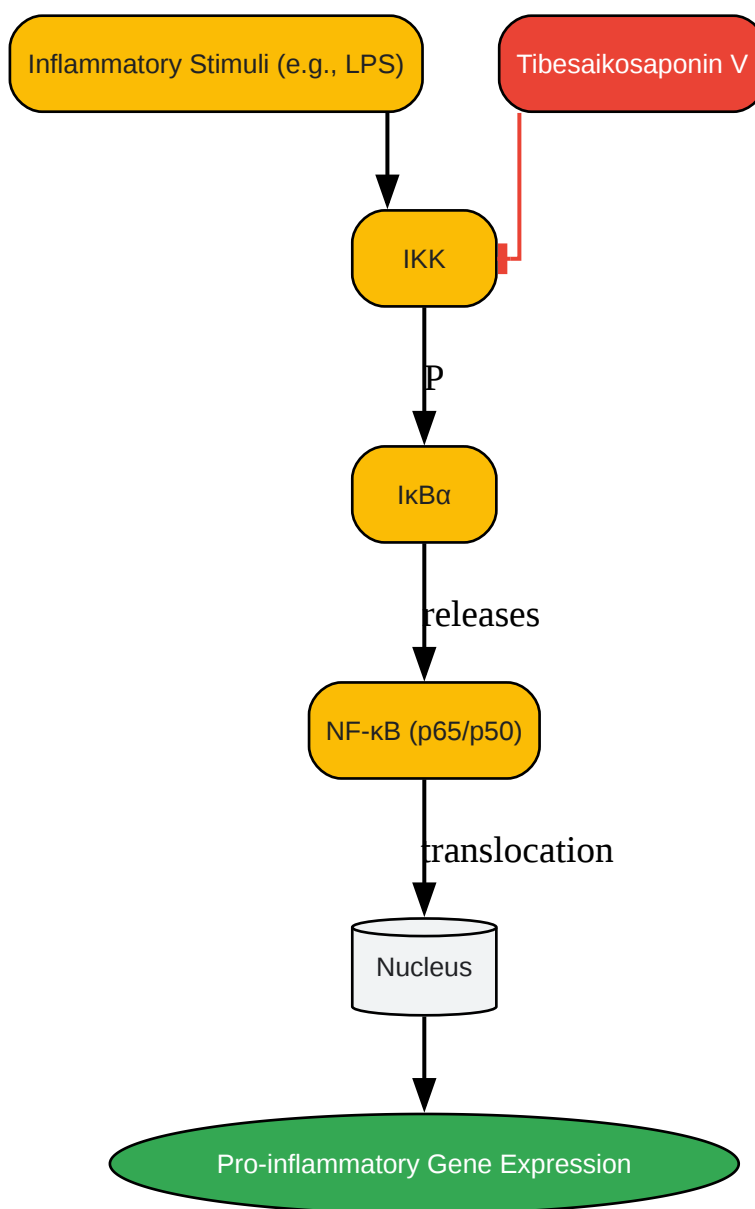 Inflammatory Stimuli (e.g., LPS)
Tibesaikosaponin V
IKK
P
IκBα
releases
NF-κB (p65/p50)
translocation
Nucleus
Pro-inflammatory Gene Expression